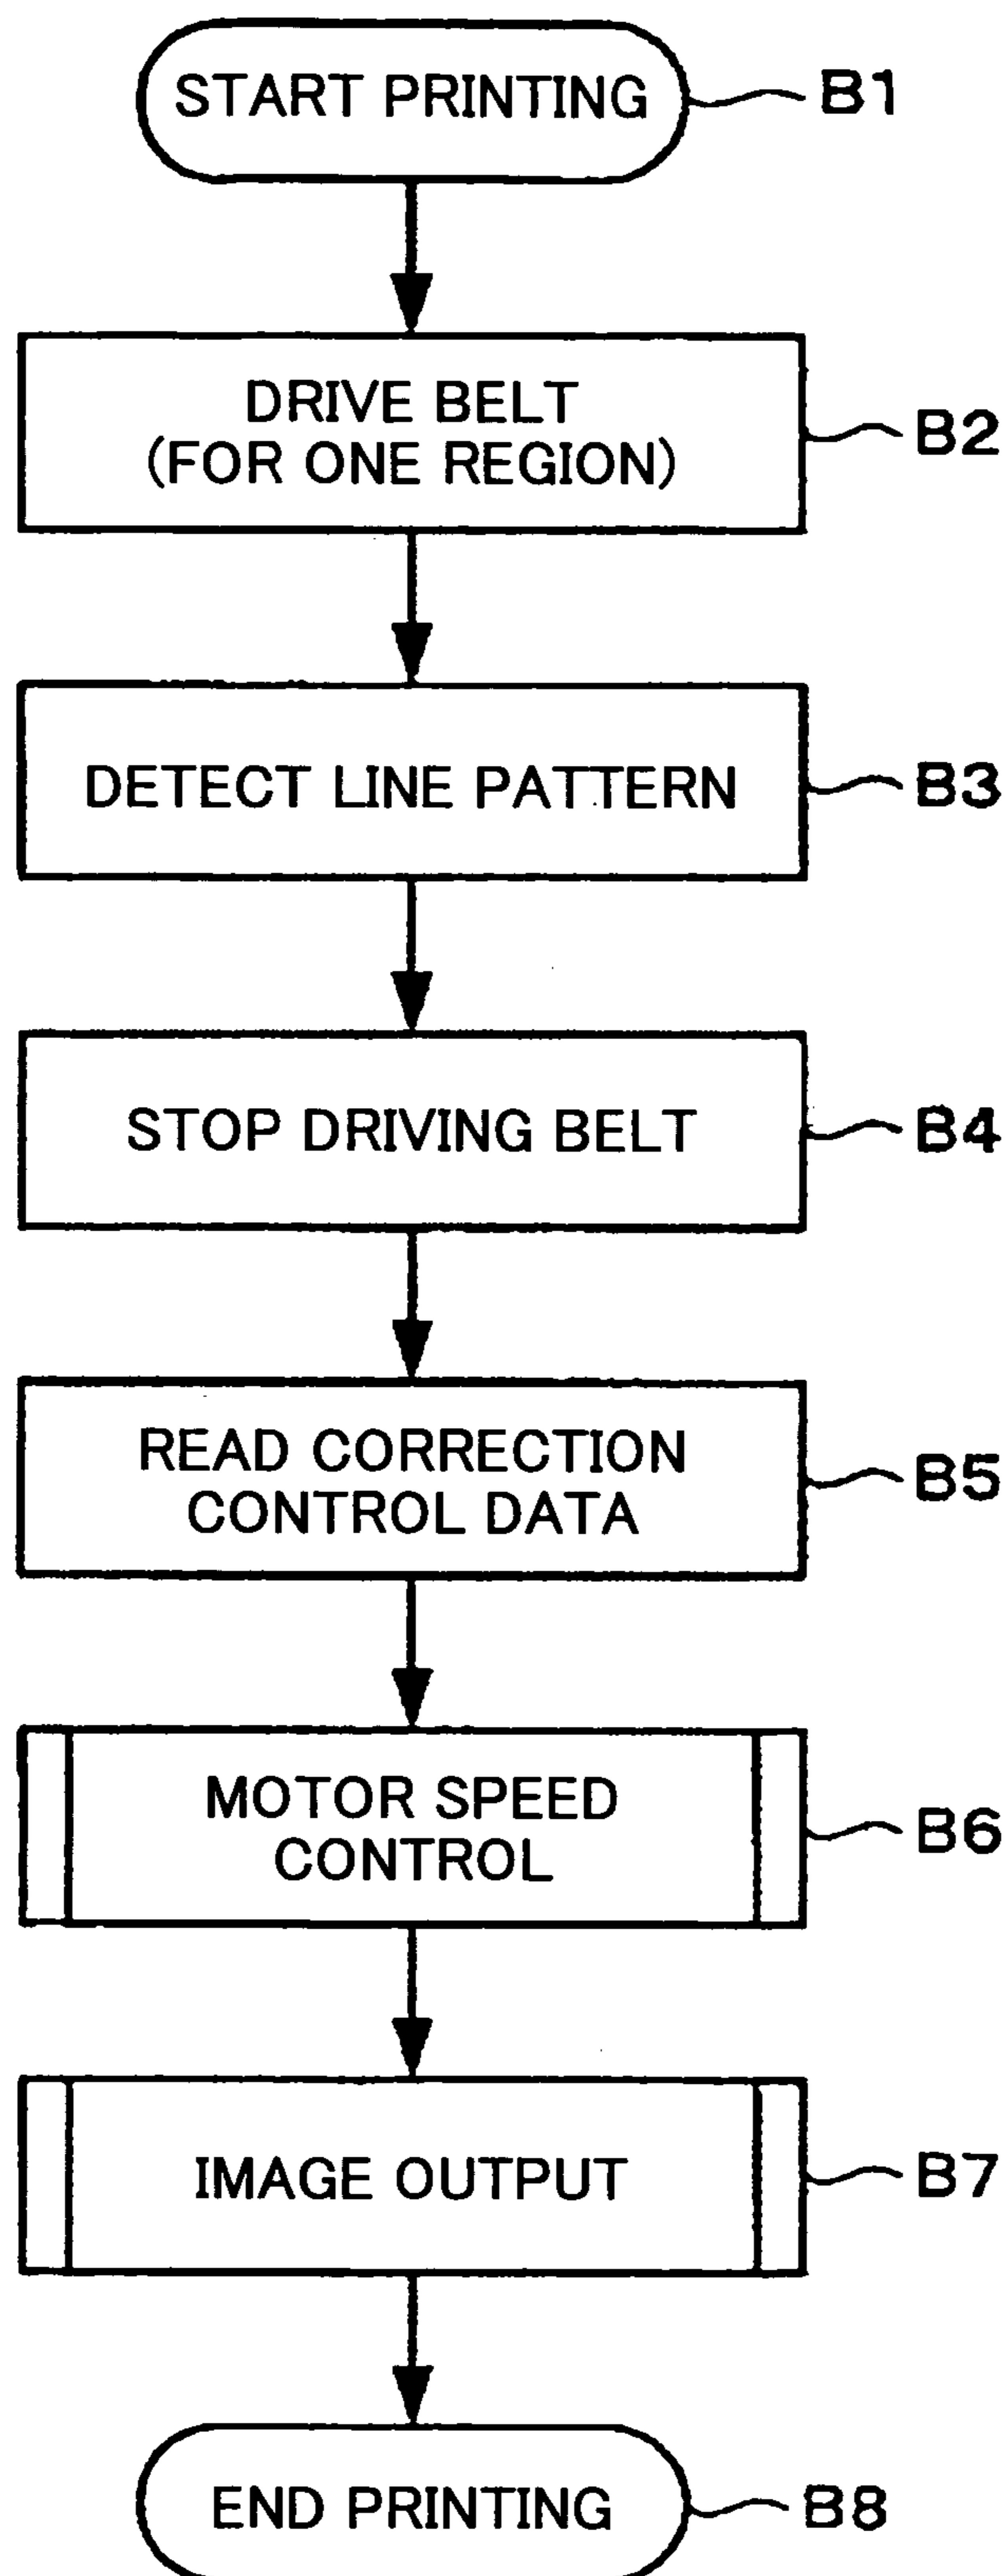 START PRINTING
B1
DRIVE BELT
(FOR ONE REGION)
B2
DETECT LINE PATTERN
B3
STOP DRIVING BELT
B4
READ CORRECTION
CONTROL DATA
B5
MOTOR SPEED
CONTROL
B6
IMAGE OUTPUT
B7
END PRINTING
B8